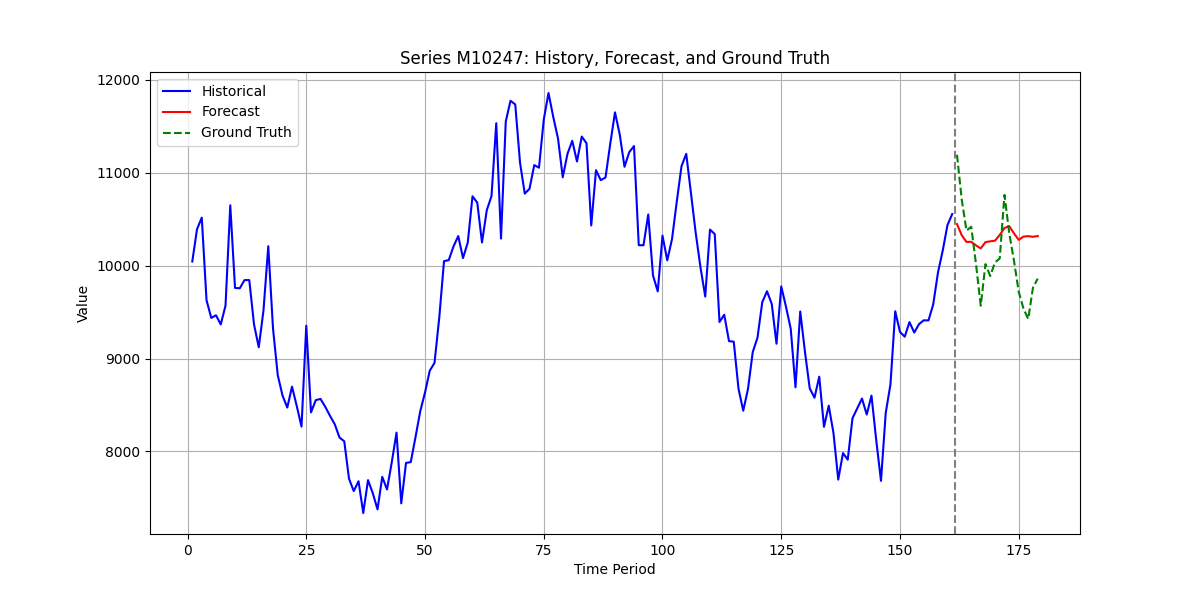 Series M10247: History, Forecast, and Ground Truth
12000
11000
10000
9000
8000
Value
Historical
Forecast
Ground Truth
0
25
50
75
100
125
150
175
Time Period